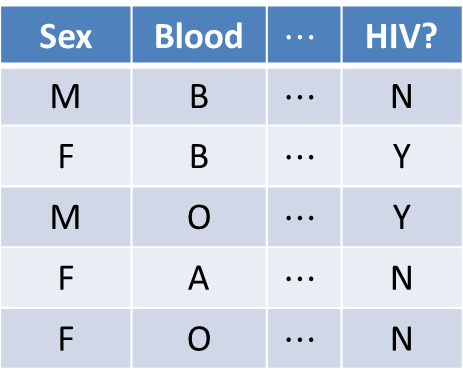 Sex Blood ... HIV?
M B ... N
F B ... Y
M O ... Y
F A ... N
F O ... N